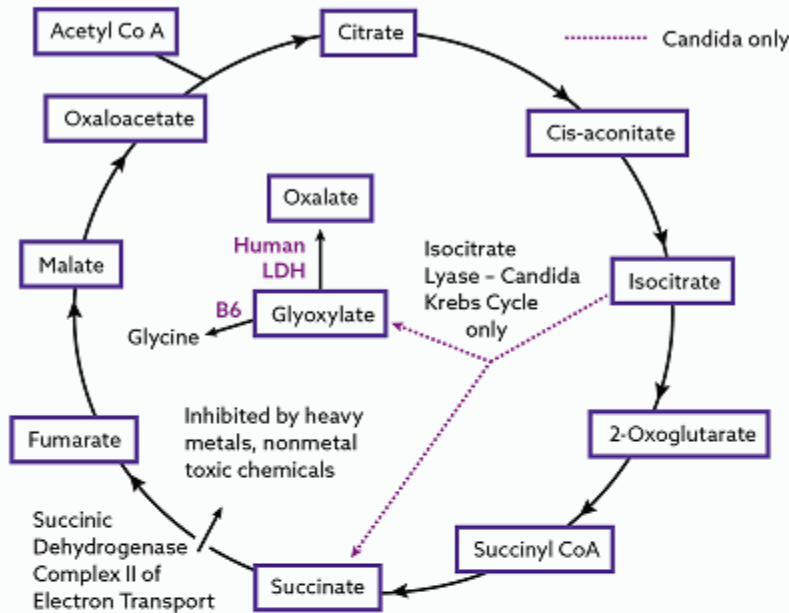 Acetyl Co A
Citrate
Candida only
Oxaloacetate
Cis-aconitate
Oxalate
Human
LDH
Isocitrate
Lyase – Candida
Krebs Cycle
only
Malate
Isocitrate
B6
Glyoxylate
Glycine
Inhibited by heavy
metals, nonmetal
toxic chemicals
Fumarate
2-Oxoglutarate
Succinic
Dehydrogenase
Complex II of
Electron Transport
Succinyl CoA
Succinate